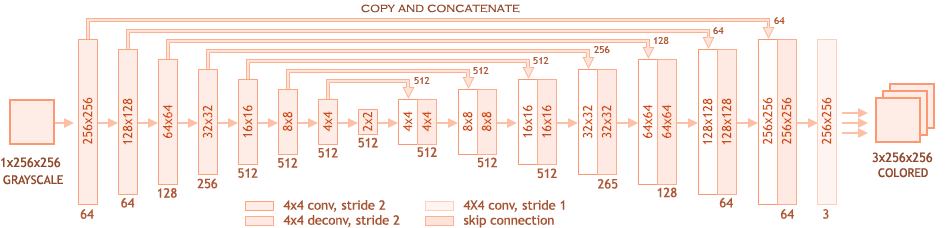 COPY AND CONCATENATE
64
64
128
256
512
512
512
256x256
128x128
64x64
32x32
16x16
8x8
4x4
2x2
4x4
4x4
8x8
8x8
16x16
16x16
32x32
32x32
64x64
64x64
128x128
128x128
256x256
256x256
256x256
1x256x256
GRAYSCALE
3x256x256
COLORED
64
64
128
256
512
512
512
512
512
512
512
265
128
64
64
3
4x4 conv, stride 2
4X4 conv, stride 1
4x4 deconv, stride 2
skip connection